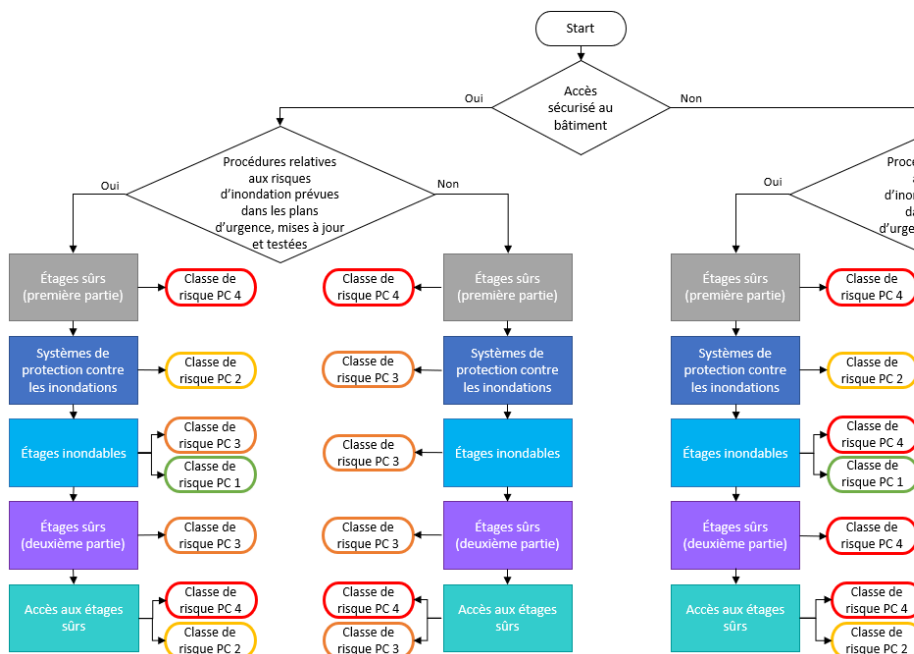 Start
Accès
sécurisé au
bâtiment
Oui
Non
Procédures relatives
aux risques
d'inondation prévues
dans les plans
d'urgence, mises à jour
et testées
Oui
Non
Oui
Étages sûrs
(première partie)
Classe de
risque PC 4
Classe de
risque PC 4
Étages sûrs
(première partie)
Étages sûrs
(première partie)
Classe de
risque PC 4
Systèmes de
protection contre
les inondations
Classe de
risque PC 2
Classe de
risque PC 3
Systèmes de
protection contre
les inondations
Systèmes de
protection contre
les inondations
Classe de
risque PC 2
Étages inondables
Classe de
risque PC 3
Classe de
risque PC 1
Classe de
risque PC 3
Étages inondables
Étages inondables
Classe de
risque PC 4
Classe de
risque PC 1
Étages sûrs
(deuxième partie)
Classe de
risque PC 3
Classe de
risque PC 3
Étages sûrs
(deuxième partie)
Étages sûrs
(deuxième partie)
Classe de
risque PC 4
Accès aux étages
sûrs
Classe de
risque PC 4
Classe de
risque PC 2
Classe de
risque PC 4
Classe de
risque PC 3
Accès aux étages
sûrs
Accès aux étages
sûrs
Classe de
risque PC 4
Classe de
risque PC 2